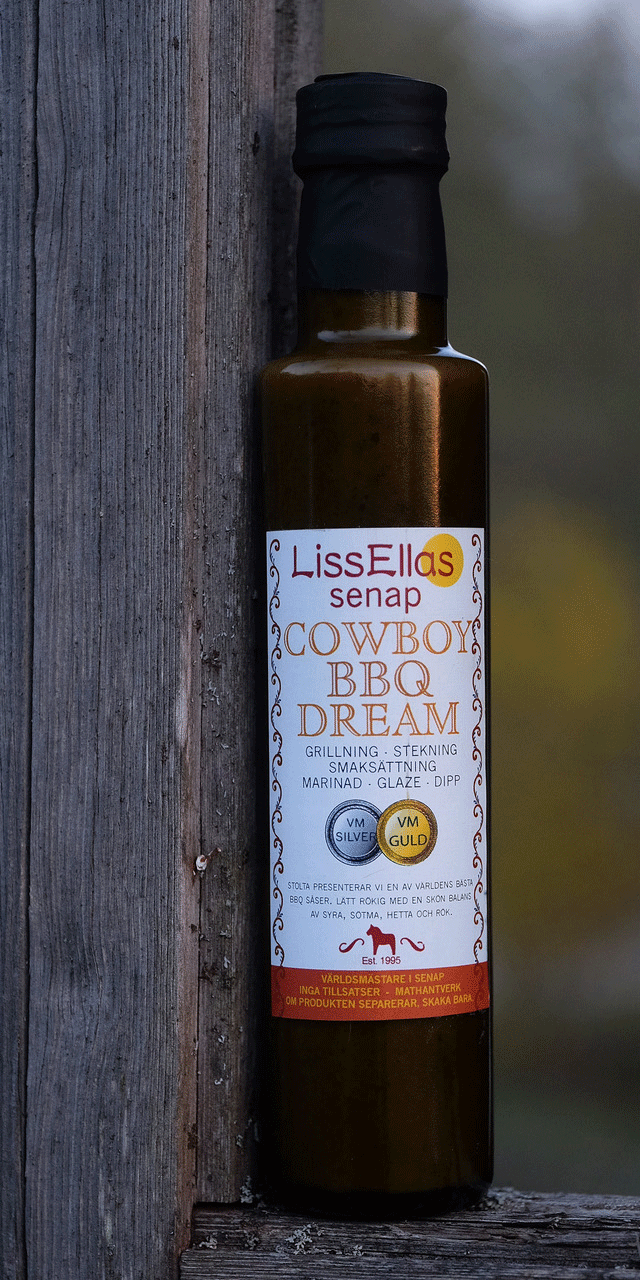 LissEllas
senap
COWBOY
BBQ
DREAM
GRILLNING · STEKNING
SMAKSÄTTNING
MARINAD · GLAZE · DIPP
VM
SILVER
VM
GULD
STOLTA PRESENTERAR VI EN AV VÄRLDENS BÄSTA
BBQ SÅSER. LÄTT RÖKIG MED EN SKÖN BALANS
AV SYRA, SÖTMA, HETTA OCH RÖK.
Est. 1995
VÄRLDSMÄSTARE I SENAP
INGA TILLSATSER - MATHANTVERK
OM PRODUKTEN SEPARERAR, SKAKA BARA.